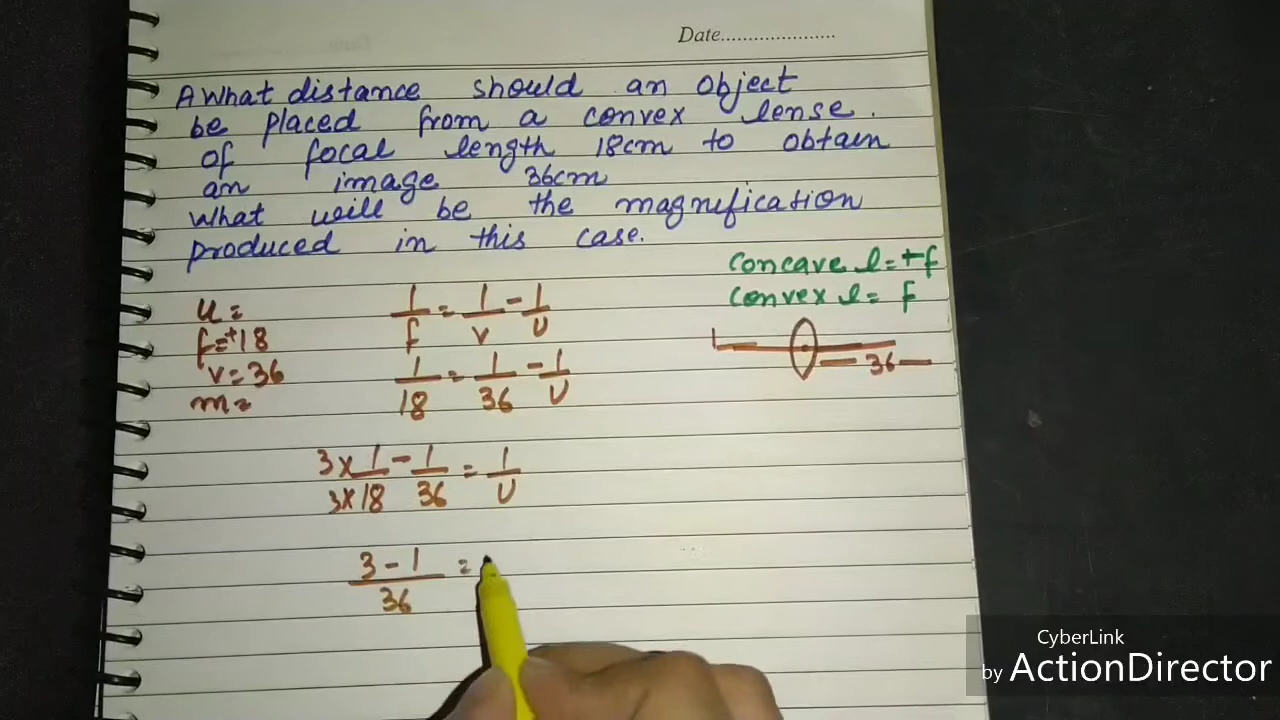 Date.....................
A What distance should an object
be placed from a convex lense.
of focal length 18cm to obtain
an image 36cm
What will be the magnification
produced in this case.
Concave l = +f
Convex l = f
u =
f = +18
v = 36
m =
1/f = 1/v - 1/u
1/18 = 1/36 - 1/u
36
3 × 1/3 × 18 - 1/36 = 1/u
3 - 1/36 =
CyberLink
by ActionDirector